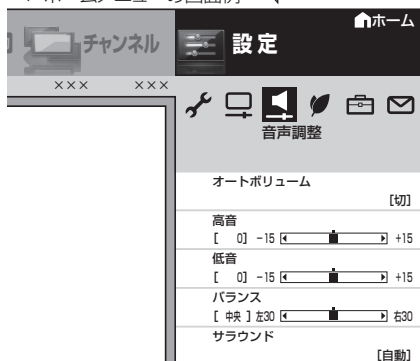 ホーム
チャンネル
設定
××× ×××
音声調整
オートボリューム
[切]
高音
[ 0] -15 +15
低音
[ 0] -15 +15
バランス
[ 中央 ] 左30 右30
サラウンド
[自動]